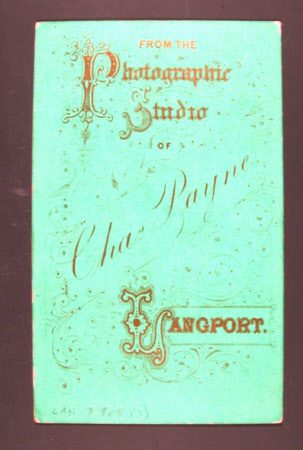 FROM THE
Photographic
Studio
OF
Chas Payne
LANGPORT.